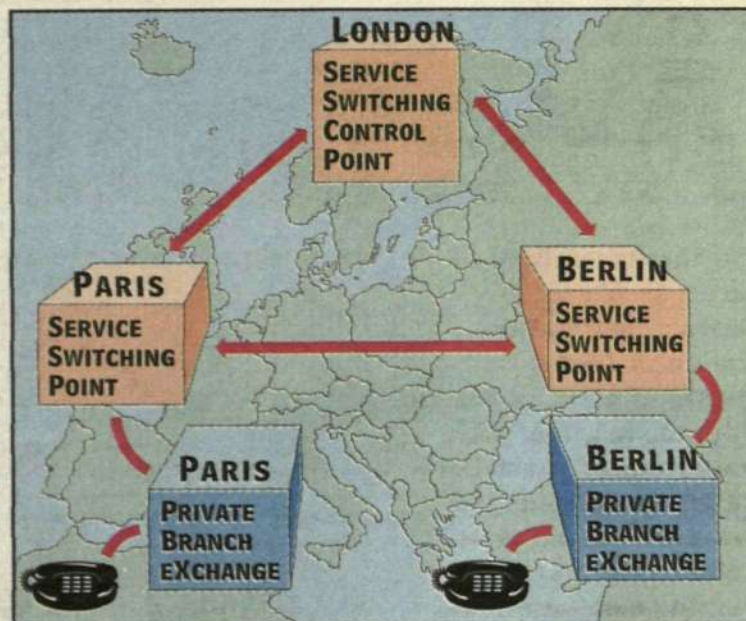 LONDON
SERVICE
SWITCHING
CONTROL
POINT
PARIS
SERVICE
SWITCHING
POINT
BERLIN
SERVICE
SWITCHING
POINT
PARIS
PRIVATE
BRANCH
EXCHANGE
BERLIN
PRIVATE
BRANCH
EXCHANGE